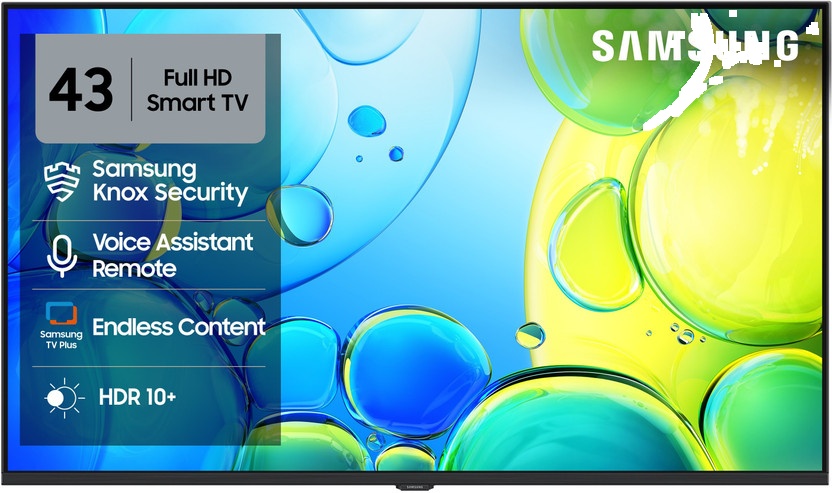 SAMSUNG
43
Full HD
Smart TV
Samsung
Knox Security
Voice Assistant
Remote
Samsung
TV Plus
Endless Content
HDR 10+
SAMSUNG